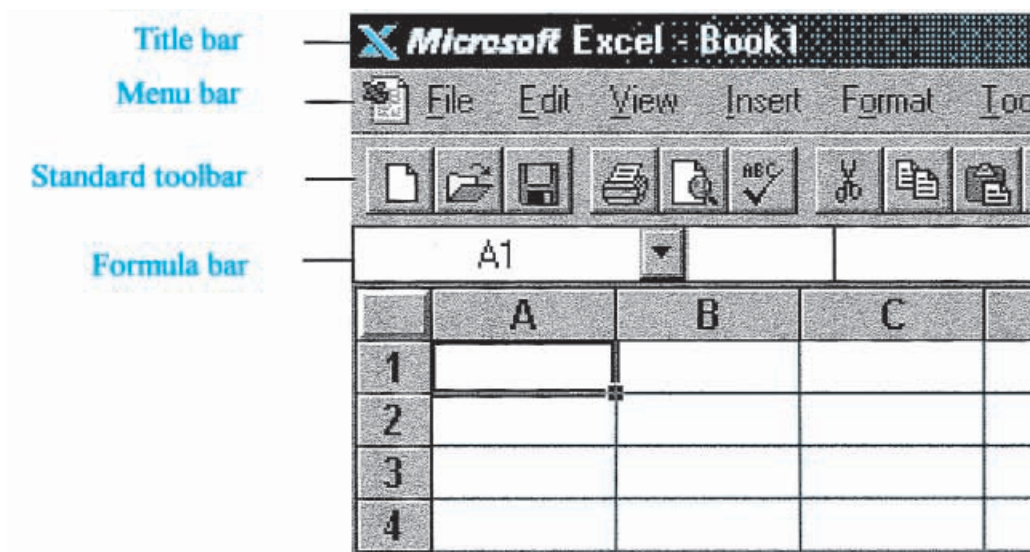 Title bar
Microsoft Excel - Book1
Menu bar
File Edit View Insert Format Too
Standard toolbar
ABC
Formula bar
A1
A B C
1
2
3
4